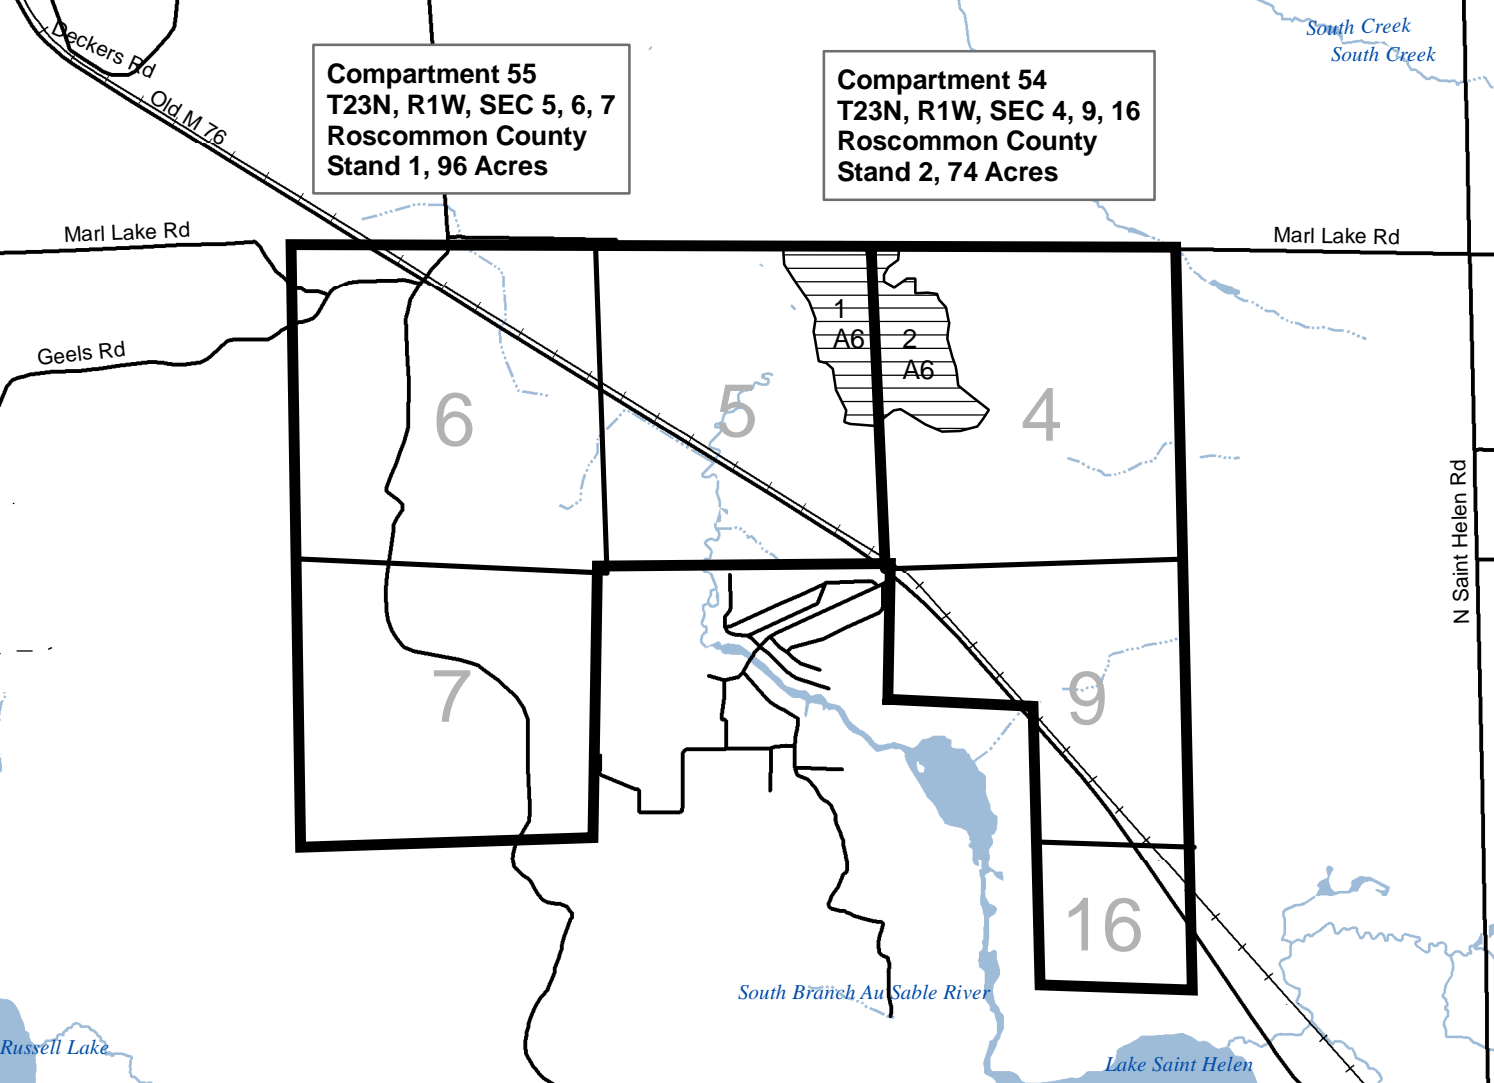 South Creek
South Creek
Deckers Rd
Old M 76
Compartment 55
T23N, R1W, SEC 5, 6, 7
Roscommon County
Stand 1, 96 Acres
Compartment 54
T23N, R1W, SEC 4, 9, 16
Roscommon County
Stand 2, 74 Acres
Marl Lake Rd
Marl Lake Rd
Geels Rd
1
A6
2
A6
6
5
4
N Saint Helen Rd
7
9
16
South Branch Au Sable River
Russell Lake
Lake Saint Helen